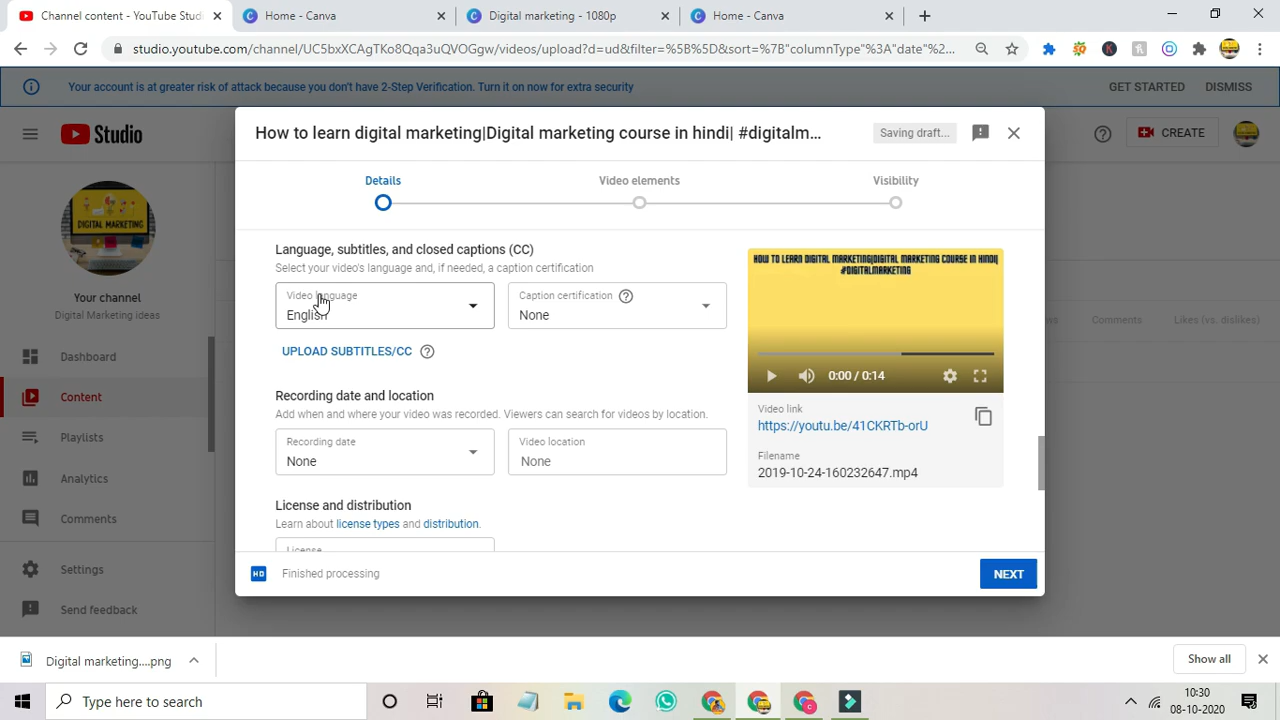 Channel content - YouTube Studi
Home - Canva
Digital marketing - 1080p
Home - Canva
studio.youtube.com/channel/UC5bxXCAgTKo8Qqa3uQVOGgw/videos/upload?d=ud&filter=%5B%5D&sort=%7B"columnType"%3A"date"%2...
Your account is at greater risk of attack because you don't have 2-Step Verification. Turn it on now for extra security
GET STARTED
DISMISS
Studio
CREATE
How to learn digital marketing|Digital marketing course in hindi| #digitalm...
Saving draft...
Details
Video elements
Visibility
DIGITAL MARKETING
Your channel
Digital Marketing ideas
Dashboard
Content
Playlists
Analytics
Comments
Settings
Send feedback
Language, subtitles, and closed captions (CC)
Select your video's language and, if needed, a caption certification
Video language
English
Caption certification
None
UPLOAD SUBTITLES/CC
Recording date and location
Add when and where your video was recorded. Viewers can search for videos by location.
Recording date
None
Video location
None
License and distribution
Learn about license types and distribution.
License
HOW TO LEARN DIGITAL MARKETING|DIGITAL MARKETING COURSE IN HINDI|
#DIGITALMARKETING
0:00 / 0:14
Video link
https://youtu.be/41CKRTb-orU
Filename
2019-10-24-160232647.mp4
Comments
Likes (vs. dislikes)
HD
Finished processing
NEXT
Digital marketing....png
Show all
Type here to search
10:30
08-10-2020